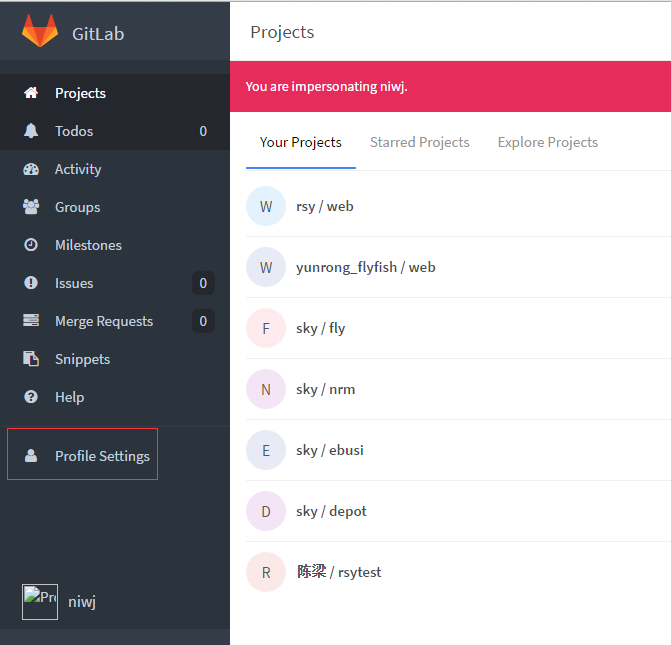 GitLab
Projects
Todos 0
Activity
Groups
Milestones
Issues 0
Merge Requests 0
Snippets
Help
Profile Settings
niwj
Projects
You are impersonating niwj.
Your Projects Starred Projects Explore Projects
W rsy / web
W yunrong_flyfish / web
F sky / fly
N sky / nrm
E sky / ebusi
D sky / depot
R 陈梁 / rsytest